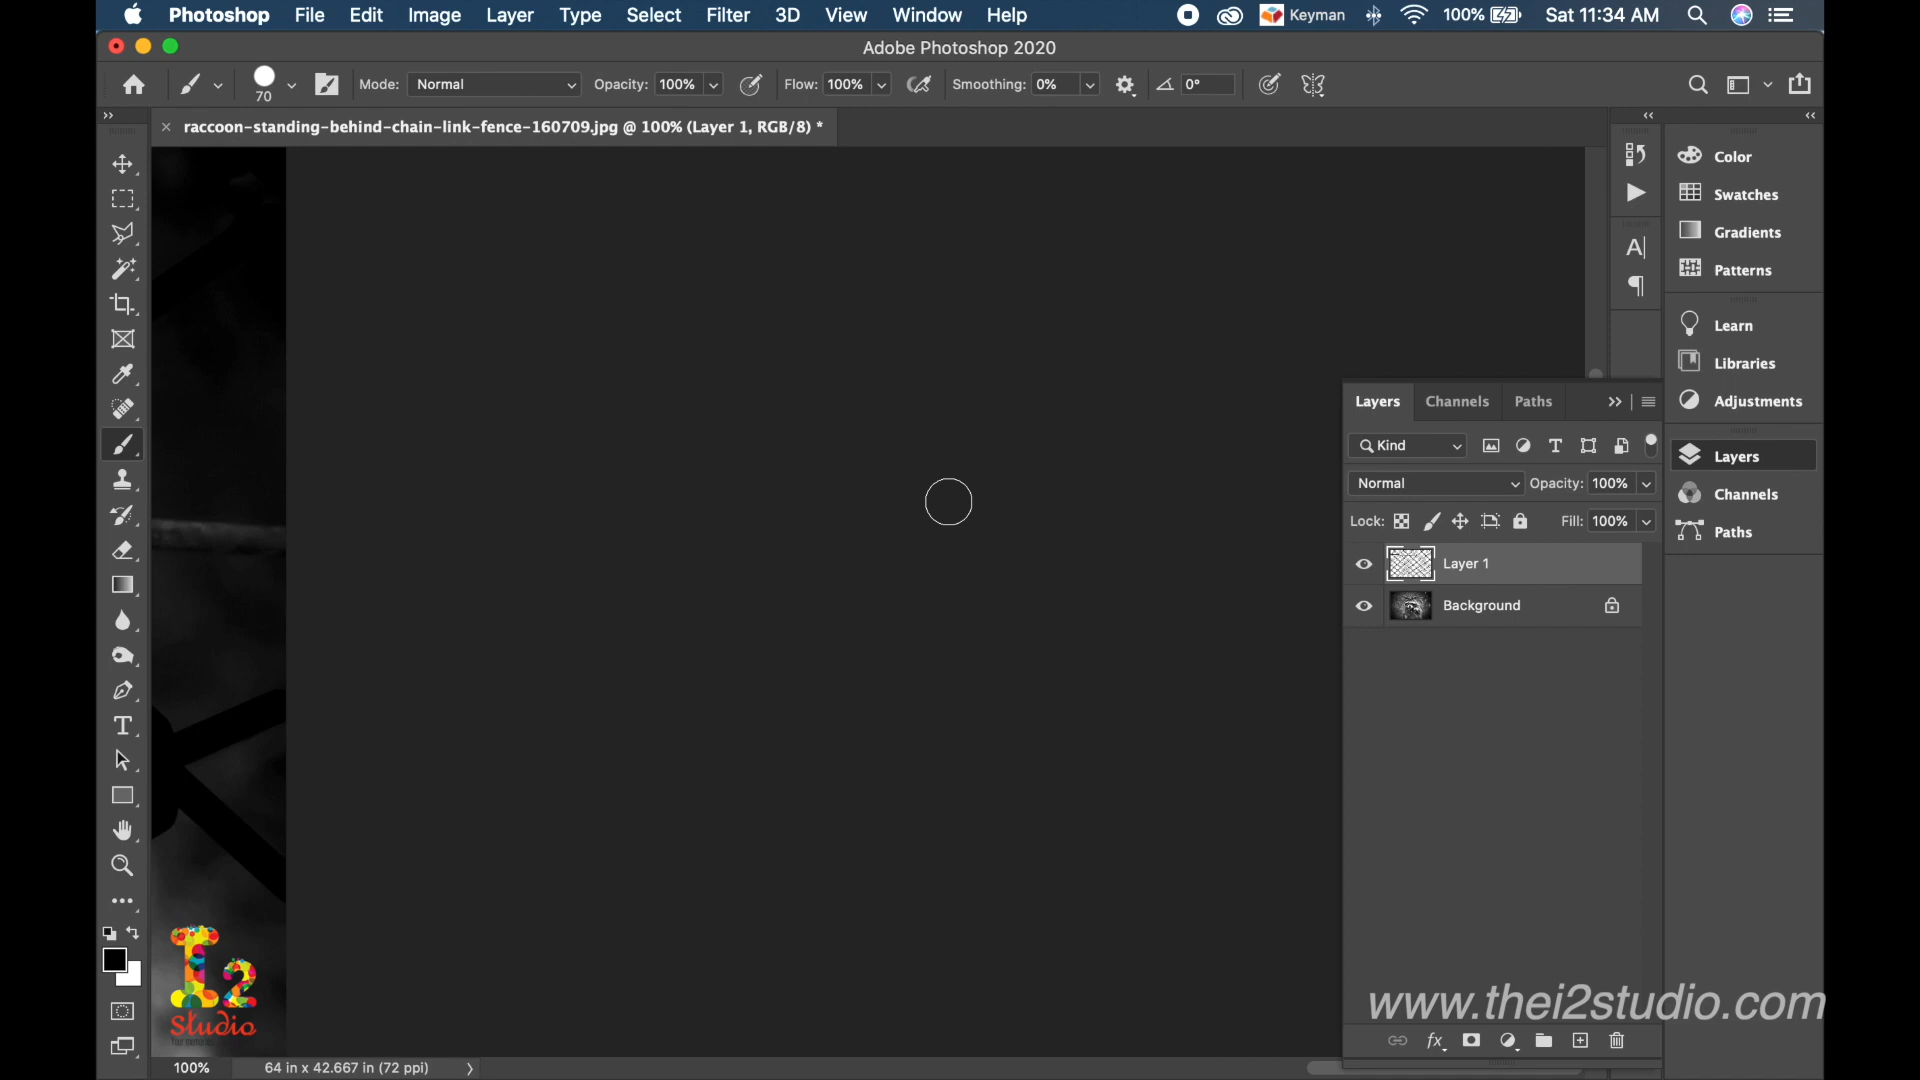 Photoshop File Edit Image Layer Type Select Filter 3D View Window Help Keyman 100% Sat 11:34 AM
Adobe Photoshop 2020
70 Mode: Normal Opacity: 100% Flow: 100% Smoothing: 0% 0°
raccoon-standing-behind-chain-link-fence-160709.jpg @ 100% (Layer 1, RGB/8) *
Color
Swatches
Gradients
Patterns
Learn
Libraries
Adjustments
Layers
Channels
Paths
Layers Channels Paths
Kind
Normal Opacity: 100%
Lock: Fill: 100%
Layer 1
Background
I2
studio
Your memories
www.thei2studio.com
fx
100% 64 in x 42.667 in (72 ppi)